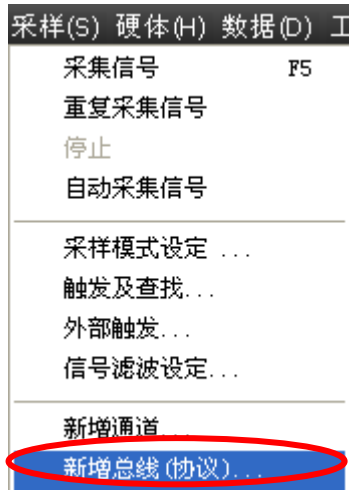 采样(S) 硬体(H) 数据(D) 工
采集信号 F5
重复采集信号
停止
自动采集信号
采样模式设定 ...
触发及查找...
外部触发...
信号滤波设定...
新增通道...
新增总线(协议)...